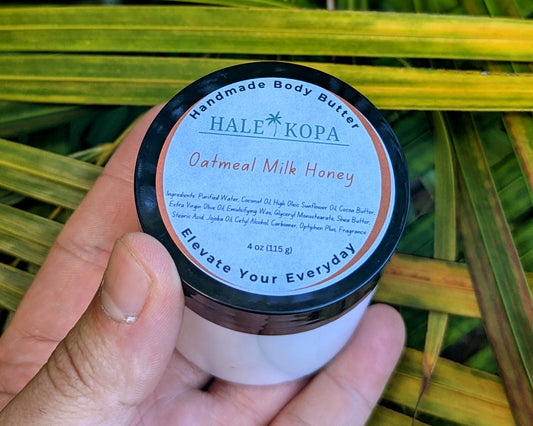 Handmade Body Butter
HALE KOPA
Oatmeal Milk Honey
Ingredients: Purified Water, Coconut Oil, High Oleic Sunflower Oil, Cocoa Butter,
Extra Virgin Olive Oil, Emulsifying Wax, Glyceryl Monostearate, Shea Butter,
Stearic Acid, Jojoba Oil, Cetyl Alcohol, Carbomer, Optiphen Plus, Fragrance
4 oz (115 g)
Elevate Your Everyday